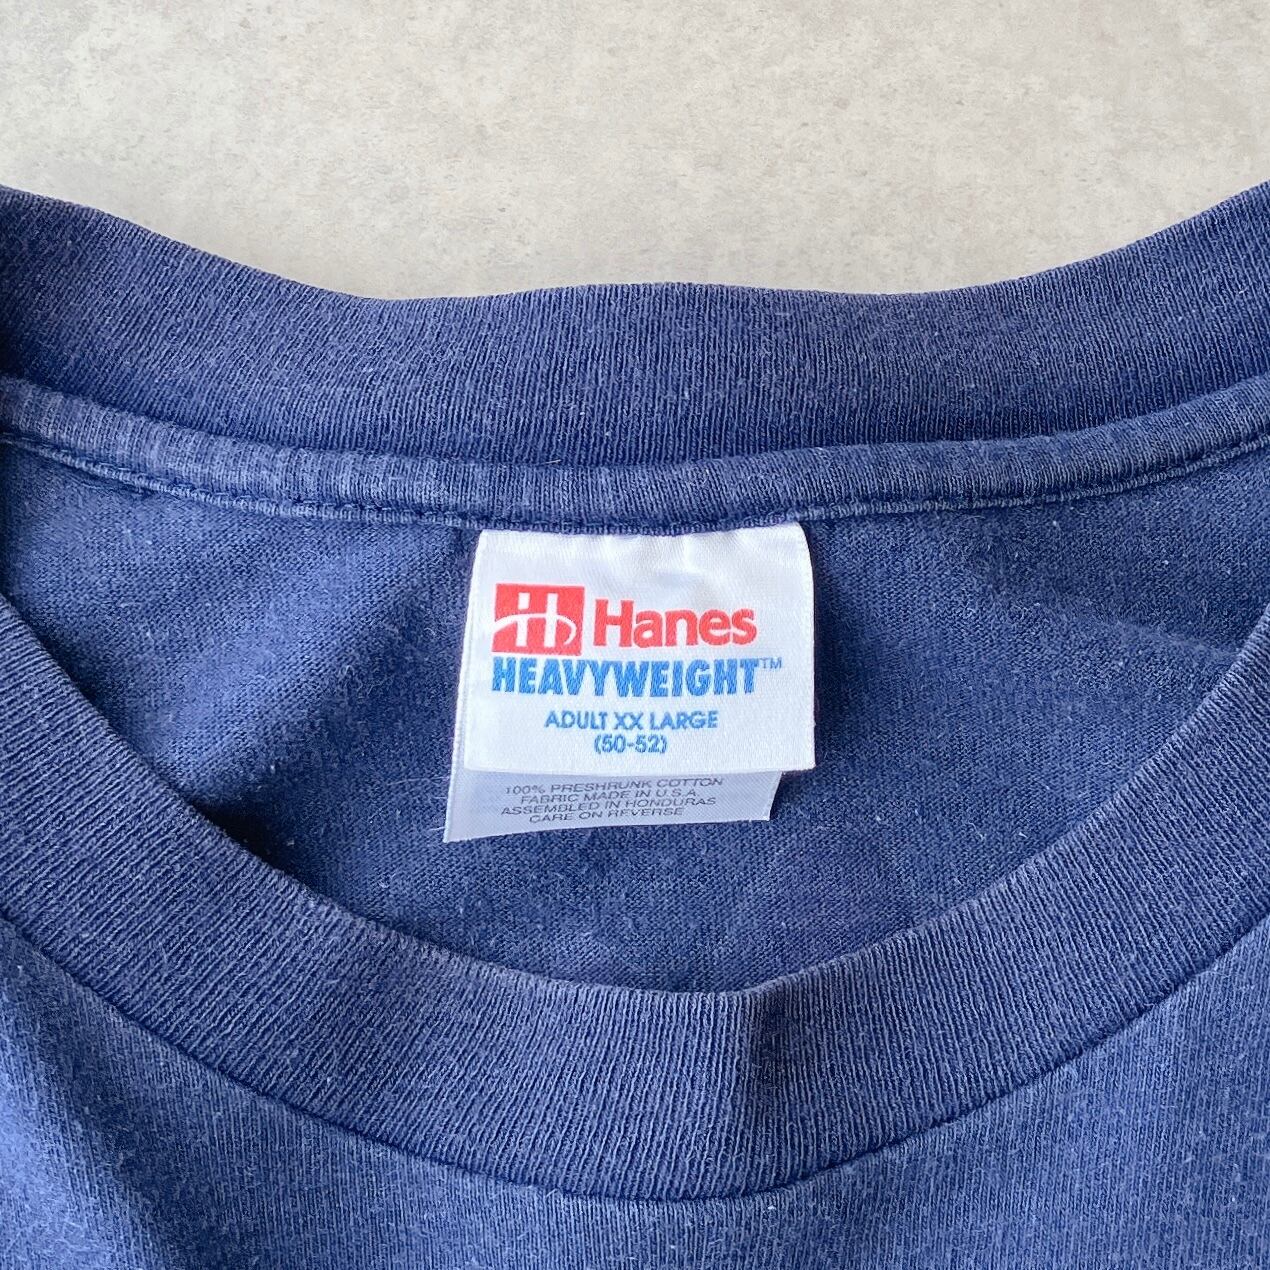 Hanes
HEAVYWEIGHT™
ADULT XX LARGE
(50-52)
100% PRESHRUNK COTTON
FABRIC MADE IN U.S.A.
ASSEMBLED IN HONDURAS
CARE ON REVERSE